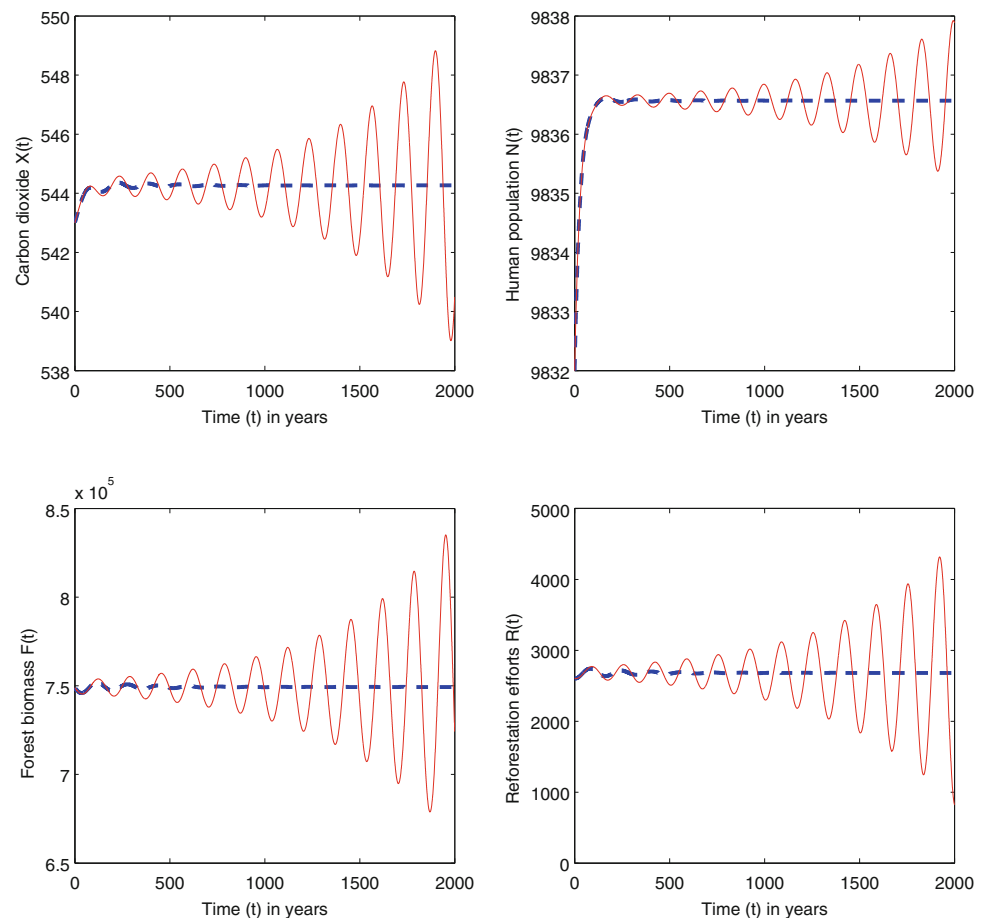 550
548
546
544
542
540
538
Carbon dioxide X(t)
0 500 1000 1500 2000
Time (t) in years
9838
9837
9836
9835
9834
9833
9832
Human population N(t)
0 500 1000 1500 2000
Time (t) in years
x 10^5
8.5
8
7.5
7
6.5
Forest biomass F(t)
0 500 1000 1500 2000
Time (t) in years
5000
4000
3000
2000
1000
0
Reforestation efforts R(t)
0 500 1000 1500 2000
Time (t) in years